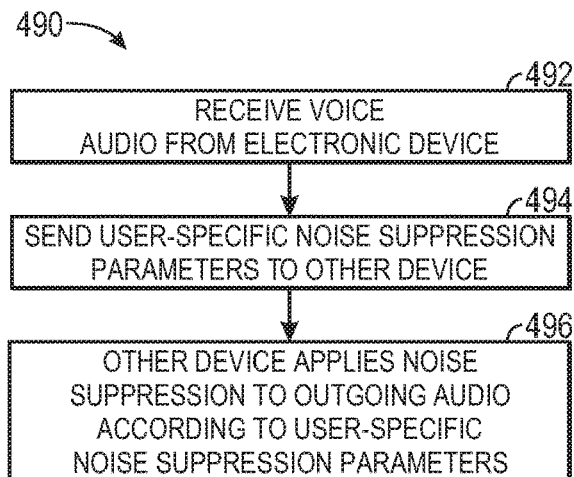 490
492
RECEIVE VOICE
AUDIO FROM ELECTRONIC DEVICE
494
SEND USER-SPECIFIC NOISE SUPPRESSION
PARAMETERS TO OTHER DEVICE
496
OTHER DEVICE APPLIES NOISE
SUPPRESSION TO OUTGOING AUDIO
ACCORDING TO USER-SPECIFIC
NOISE SUPPRESSION PARAMETERS